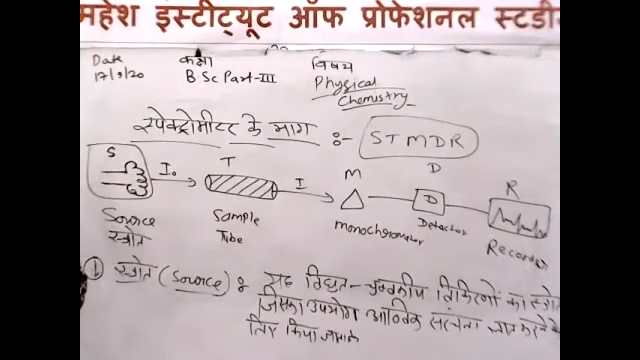 महेश इंस्टीट्यूट ऑफ प्रोफेशनल स्टडीस
Date कक्षा विषय
17/9/20 B.Sc Part-III Physical
Chemistry
स्पेक्ट्रोमीटर के भाग :- STMDR
S I₀ T I M D R
D
Source Sample monochromator Detector Recorder
स्त्रोत Tube
① स्त्रोत (Source) : यह विद्युत-चुम्बकीय विकिरणों का स्त्रोत
जिसका उपयोग आण्विक संरचना ज्ञात करने के
लिए किया जाता